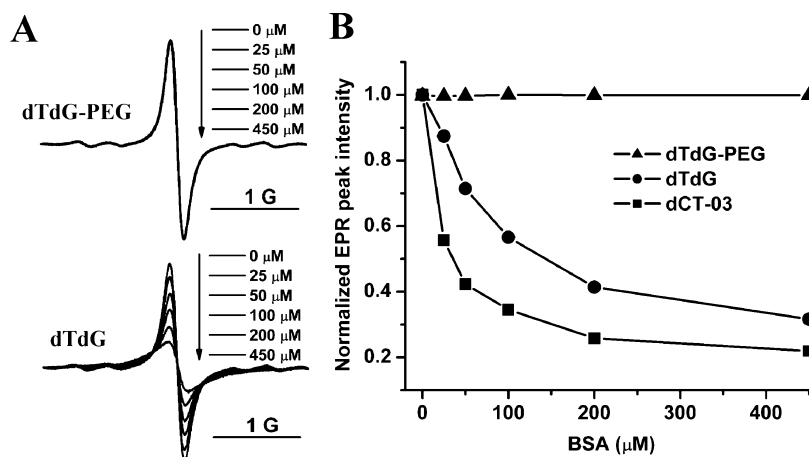 A
dTdG-PEG
0 μM
25 μM
50 μM
100 μM
200 μM
450 μM
1 G
dTdG
0 μM
25 μM
50 μM
100 μM
200 μM
450 μM
1 G
B
Normalized EPR peak intensity
1.0
0.8
0.6
0.4
0.2
dTdG-PEG
dTdG
dCT-03
0
100
200
300
400
BSA (μM)